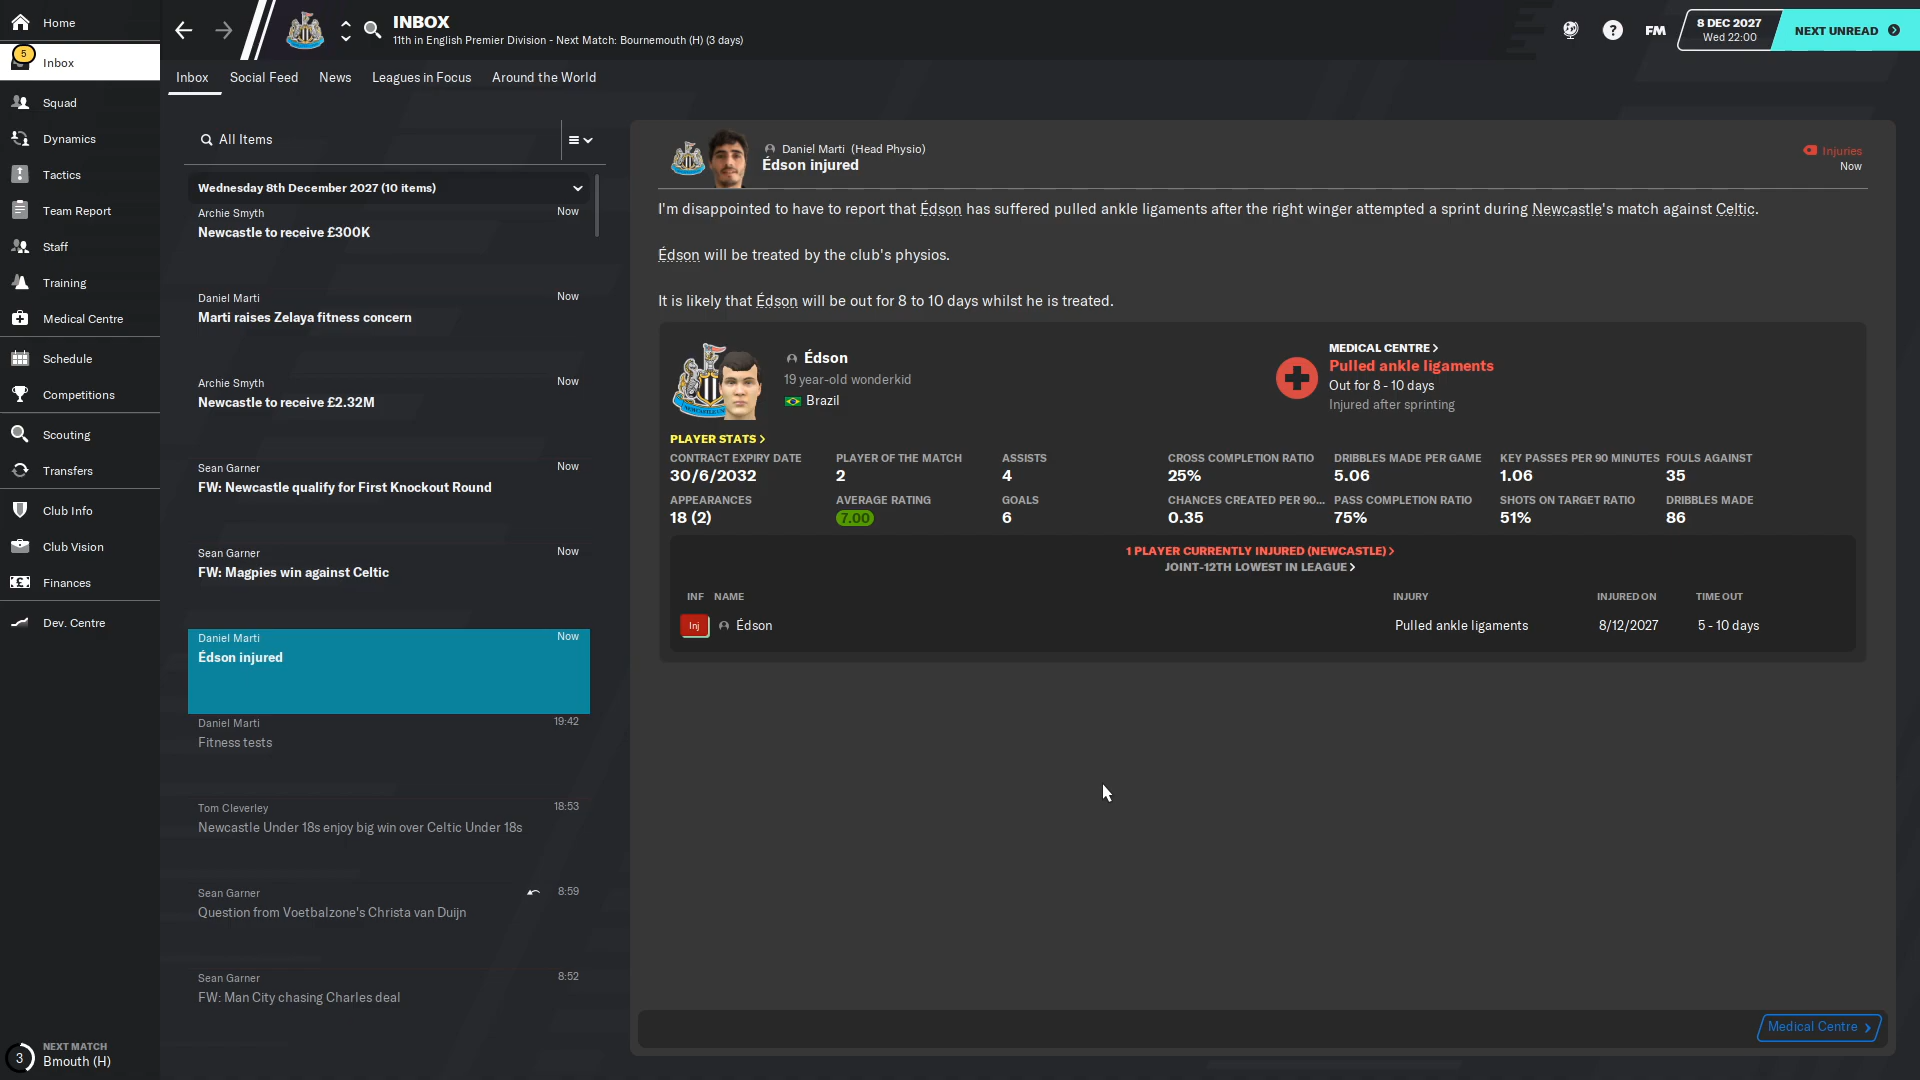 Home
5
Inbox
Squad
Dynamics
Tactics
Team Report
Staff
Training
Medical Centre
Schedule
Competitions
Scouting
Transfers
Club Info
Club Vision
Finances
Dev. Centre
3
NEXT MATCH
Bmouth (H)
INBOX
11th in English Premier Division - Next Match: Bournemouth (H) (3 days)
?
FM
8 DEC 2027
Wed 22:00
NEXT UNREAD
Inbox Social Feed News Leagues in Focus Around the World
All Items
Wednesday 8th December 2027 (10 items)
Archie Smyth Now
Newcastle to receive £300K
Daniel Marti Now
Marti raises Zelaya fitness concern
Archie Smyth Now
Newcastle to receive £2.32M
Sean Garner Now
FW: Newcastle qualify for First Knockout Round
Sean Garner Now
FW: Magpies win against Celtic
Daniel Marti Now
Édson injured
Daniel Marti 19:42
Fitness tests
Tom Cleverley 18:53
Newcastle Under 18s enjoy big win over Celtic Under 18s
Sean Garner 8:59
Question from Voetbalzone's Christa van Duijn
Sean Garner 8:52
FW: Man City chasing Charles deal
Daniel Marti (Head Physio)
Édson injured
Injuries
Now
I'm disappointed to have to report that Édson has suffered pulled ankle ligaments after the right winger attempted a sprint during Newcastle's match against Celtic.
Édson will be treated by the club's physios.
It is likely that Édson will be out for 8 to 10 days whilst he is treated.
Édson
19 year-old wonderkid
Brazil
MEDICAL CENTRE >
Pulled ankle ligaments
Out for 8 - 10 days
Injured after sprinting
PLAYER STATS >
CONTRACT EXPIRY DATE PLAYER OF THE MATCH ASSISTS CROSS COMPLETION RATIO DRIBBLES MADE PER GAME KEY PASSES PER 90 MINUTES FOULS AGAINST
30/6/2032 2 4 25% 5.06 1.06 35
APPEARANCES AVERAGE RATING GOALS CHANCES CREATED PER 90... PASS COMPLETION RATIO SHOTS ON TARGET RATIO DRIBBLES MADE
18 (2) 7.00 6 0.35 75% 51% 86
1 PLAYER CURRENTLY INJURED (NEWCASTLE) >
JOINT-12TH LOWEST IN LEAGUE >
INF NAME INJURY INJURED ON TIME OUT
Inj Édson Pulled ankle ligaments 8/12/2027 5 - 10 days
Medical Centre >